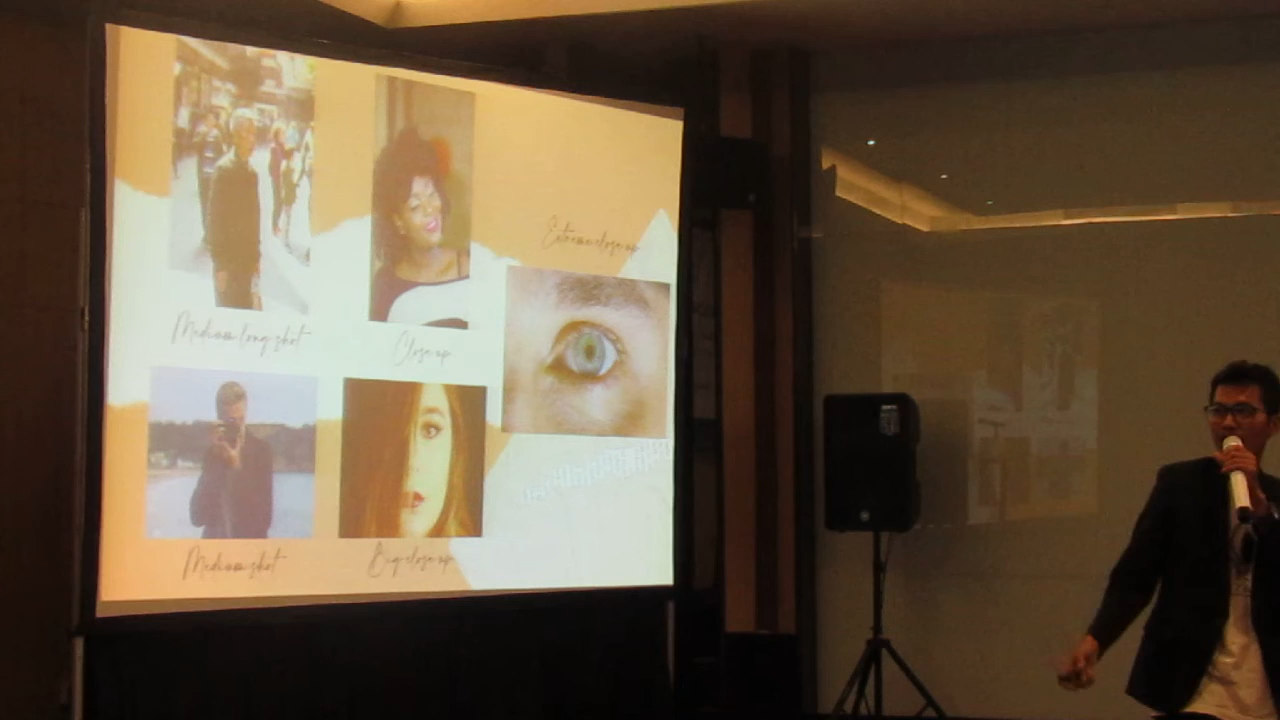 Extreme close up
Medium long shot
Close up
Medium shot
Big close up